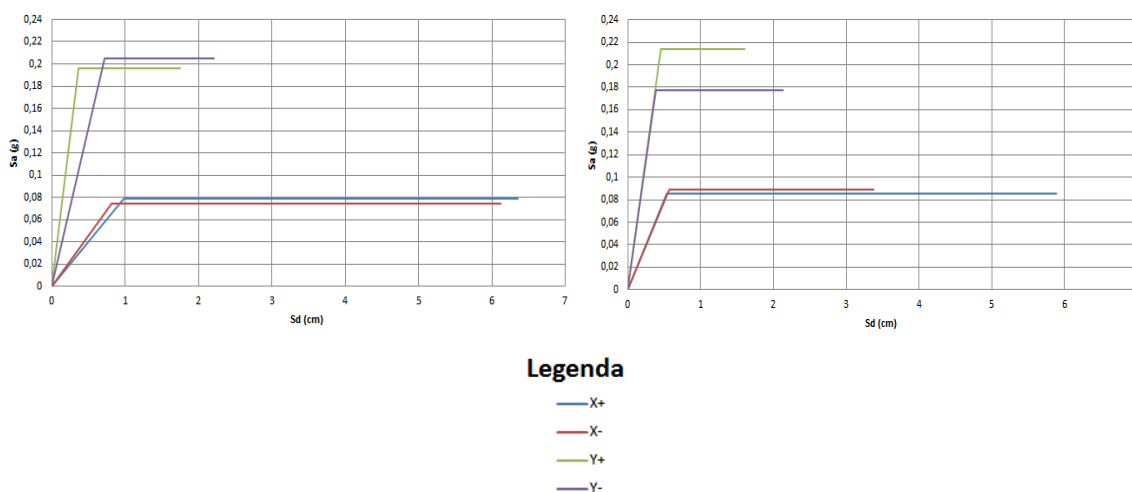 0,24
0,22
0,2
0,18
0,16
0,14
0,12
0,1
0,08
0,06
0,04
0,02
0
Sa (g)
0 1 2 3 4 5 6 7
Sd (cm)
0,24
0,22
0,2
0,18
0,16
0,14
0,12
0,1
0,08
0,06
0,04
0,02
0
Sa (g)
0 1 2 3 4 5 6
Sd (cm)
Legenda
X+
X-
Y+
Y-